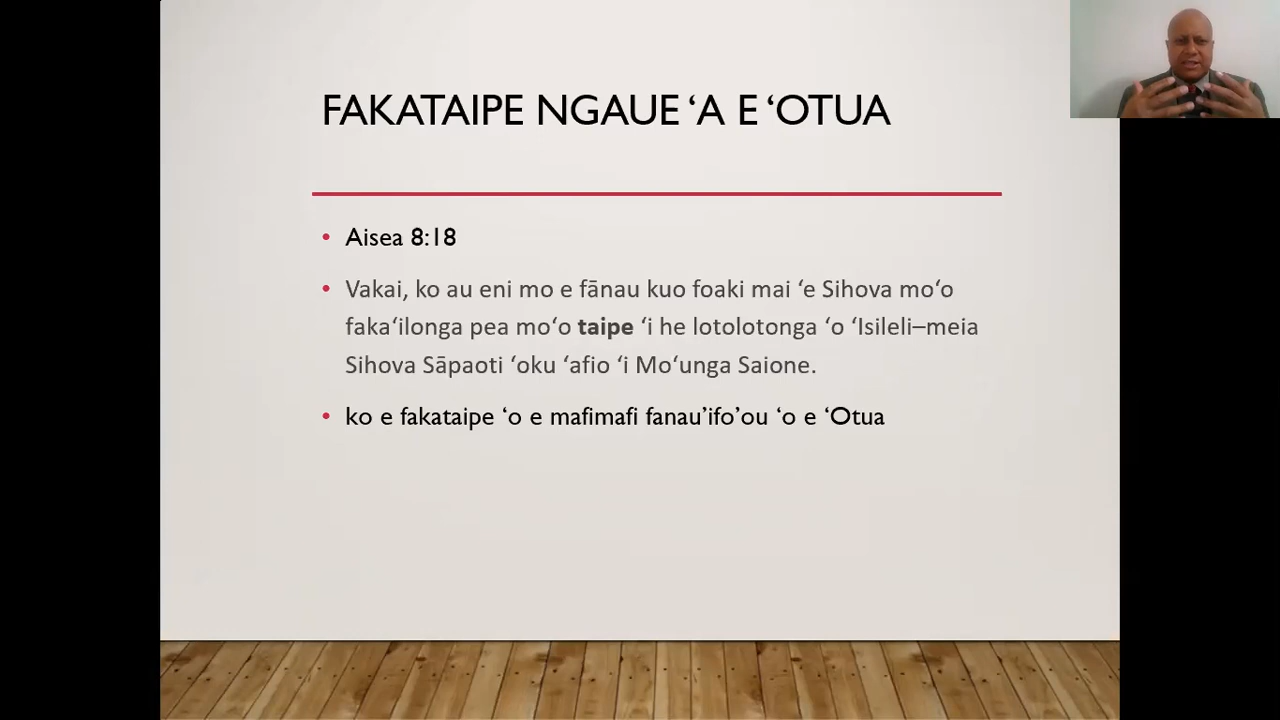 FAKATAIPE NGAUE ‘A E ‘OTUA
• Aisea 8:18
• Vakai, ko au eni mo e fānau kuo foaki mai ‘e Sihova mo‘o
faka‘ilonga pea mo‘o taipe ‘i he lotolotonga ‘o ‘Isileli–meia
Sihova Sāpaoti ‘oku ‘afio ‘i Mo‘unga Saione.
• ko e fakataipe ‘o e mafimafi fanau’ifo’ou ‘o e ‘Otua